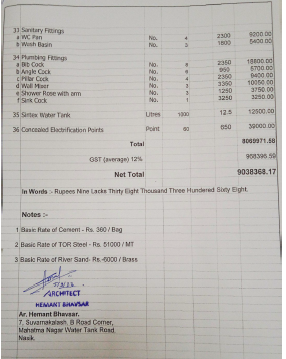 33 Sanitary Fittings
a WC Pan No. 4 2300 9200.00
b Wash Basin No. 3 1800 5400.00
34 Plumbing Fittings
a Bib Cock No. 8 2350 18800.00
b Angle Cock No. 6 950 5700.00
c Pillar Cock No. 4 2350 9400.00
d Wall Mixer No. 3 3350 10050.00
e Shower Rose with arm No. 3 1250 3750.00
f Sink Cock No. 1 3250 3250.00
35 Sintex Water Tank Litres 1000 12.5 12500.00
36 Concealed Electrification Points Point 60 650 39000.00
Total 8069971.58
GST (average) 12% 968396.59
Net Total 9038368.17
In Words :- Rupees Nine Lacks Thirty Eight Thousand Three Hundered Sixty Eight.
Notes :-
1 Basic Rate of Cement - Rs. 360 / Bag
2 Basic Rate of TOR Steel - Rs. 51000 / MT
3 Basic Rate of River Sand- Rs.-6000 / Brass
ARCHITECT
HEMANT BHAVSAR
Ar. Hemant Bhavsar.
7, Suvarnakalash, B Road Corner,
Mahatma Nagar Water Tank Road,
Nasik.